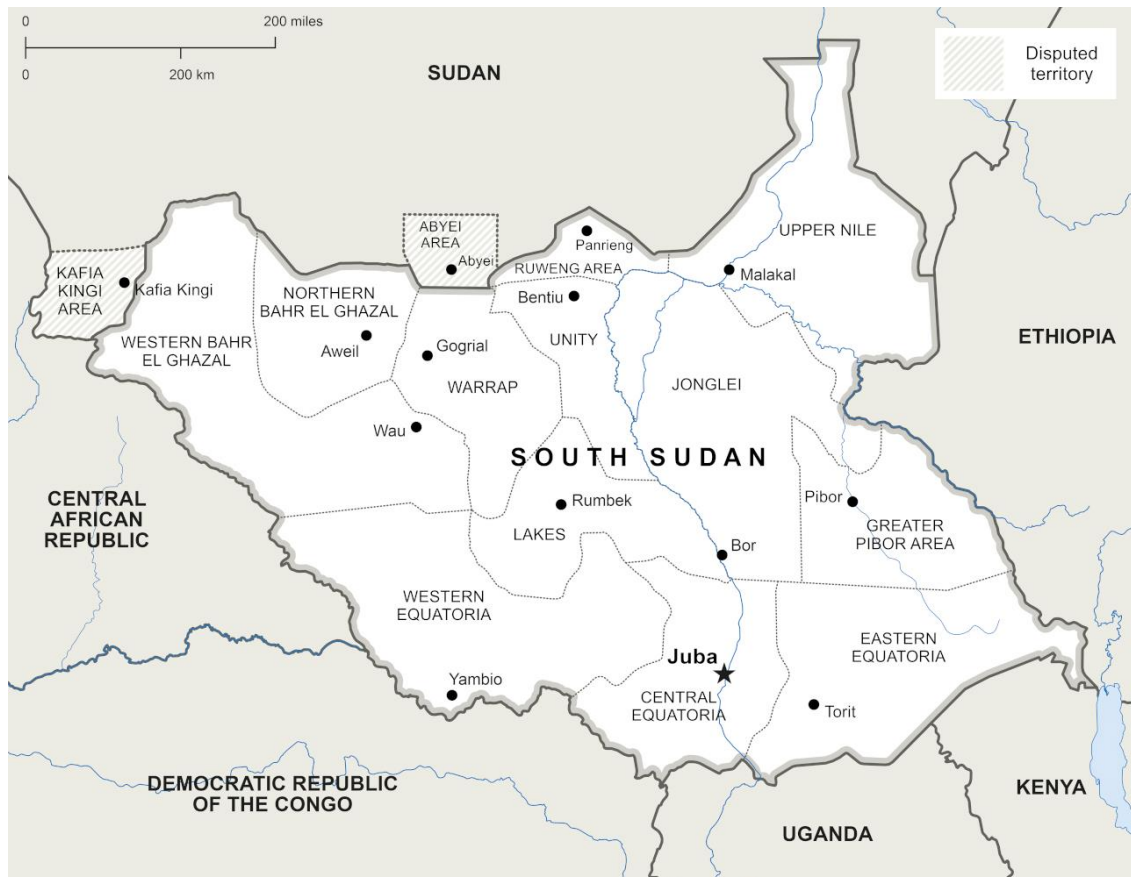 0
200 miles
0
200 km
SUDAN
Disputed
territory
ABYEI
AREA
Abyei
Panrieng
RUWENG AREA
UPPER NILE
Malakal
KAFIA
KINGI
AREA
Kafia Kingi
NORTHERN
BAHR EL GHAZAL
Aweil
Bentiu
UNITY
ETHIOPIA
WESTERN BAHR
EL GHAZAL
Gogrial
WARRAP
JONGLEI
Wau
SOUTH SUDAN
CENTRAL
AFRICAN
REPUBLIC
Rumbek
LAKES
Pibor
GREATER
PIBOR AREA
Bor
WESTERN
EQUATORIA
EASTERN
EQUATORIA
Juba
Yambio
CENTRAL
EQUATORIA
Torit
DEMOCRATIC REPUBLIC
OF THE CONGO
KENYA
UGANDA